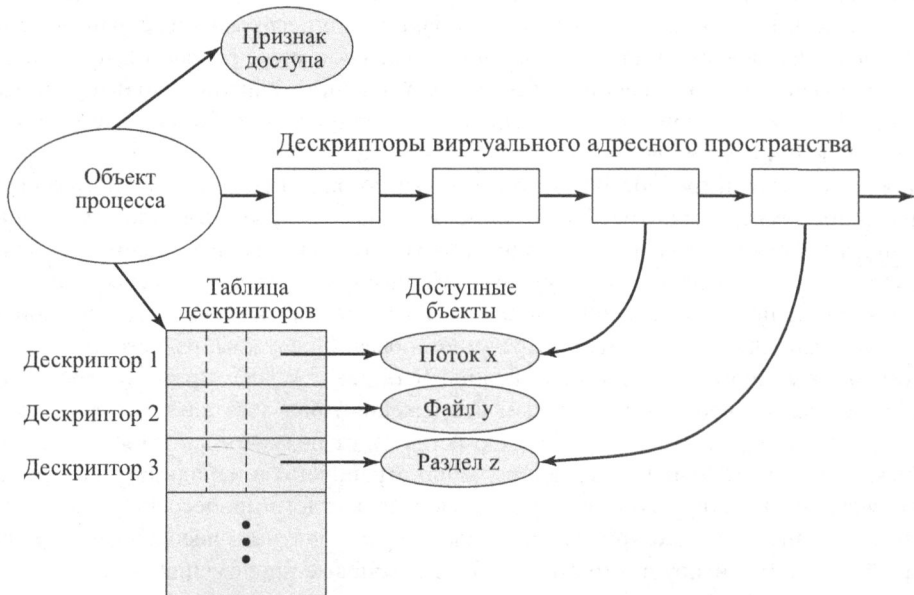 Признак
доступа
Дескрипторы виртуального адресного пространства
Объект
процесса
Таблица
дескрипторов
Доступные
бъекты
Дескриптор 1
Поток x
Дескриптор 2
Файл y
Дескриптор 3
Раздел z